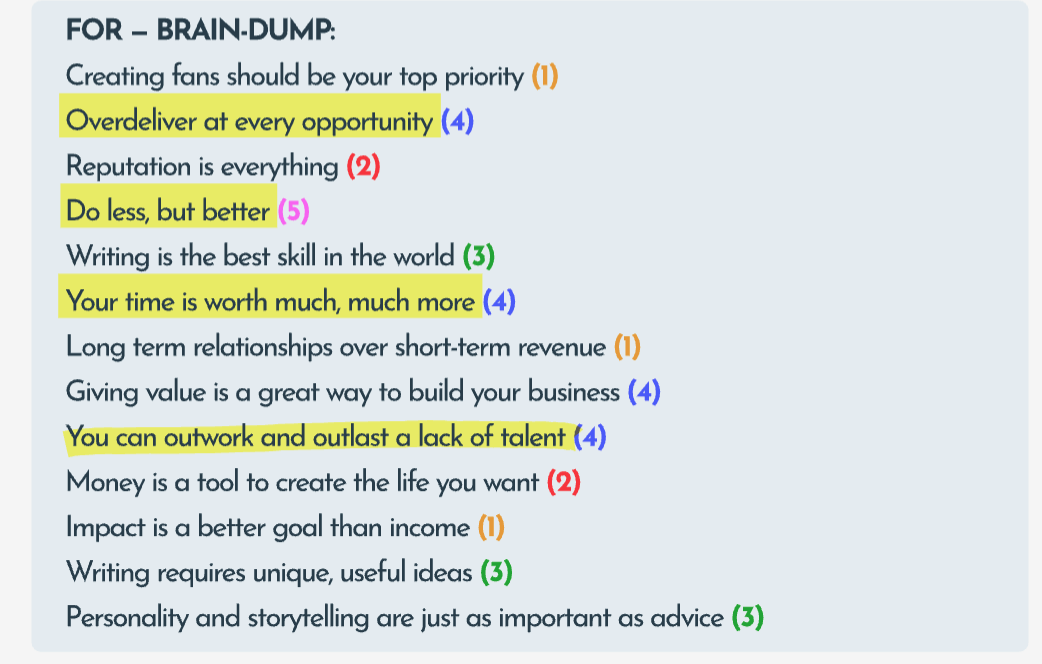 FOR – BRAIN-DUMP:
Creating fans should be your top priority (1)
Overdeliver at every opportunity (4)
Reputation is everything (2)
Do less, but better (5)
Writing is the best skill in the world (3)
Your time is worth much, much more (4)
Long term relationships over short-term revenue (1)
Giving value is a great way to build your business (4)
You can outwork and outlast a lack of talent (4)
Money is a tool to create the life you want (2)
Impact is a better goal than income (1)
Writing requires unique, useful ideas (3)
Personality and storytelling are just as important as advice (3)